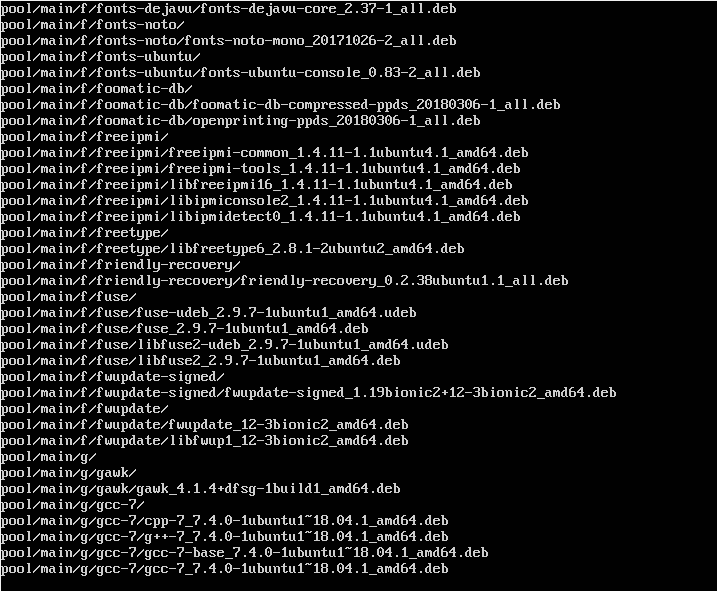 pool/main/f/fonts-dejavu/fonts-dejavu-core_2.37-1_all.deb
pool/main/f/fonts-noto/
pool/main/f/fonts-noto/fonts-noto-mono_20171026-2_all.deb
pool/main/f/fonts-ubuntu/
pool/main/f/fonts-ubuntu/fonts-ubuntu-console_0.83-2_all.deb
pool/main/f/foomatic-db/
pool/main/f/foomatic-db/foomatic-db-compressed-ppds_20180306-1_all.deb
pool/main/f/foomatic-db/openprinting-ppds_20180306-1_all.deb
pool/main/f/freeipmi/
pool/main/f/freeipmi/freeipmi-common_1.4.11-1.1ubuntu4.1_amd64.deb
pool/main/f/freeipmi/freeipmi-tools_1.4.11-1.1ubuntu4.1_amd64.deb
pool/main/f/freeipmi/libfreeipmi16_1.4.11-1.1ubuntu4.1_amd64.deb
pool/main/f/freeipmi/libipmiconsole2_1.4.11-1.1ubuntu4.1_amd64.deb
pool/main/f/freeipmi/libipmidetect0_1.4.11-1.1ubuntu4.1_amd64.deb
pool/main/f/freetype/
pool/main/f/freetype/libfreetype6_2.8.1-2ubuntu2_amd64.deb
pool/main/f/friendly-recovery/
pool/main/f/friendly-recovery/friendly-recovery_0.2.38ubuntu1.1_all.deb
pool/main/f/fuse/
pool/main/f/fuse/fuse-udeb_2.9.7-1ubuntu1_amd64.udeb
pool/main/f/fuse/fuse_2.9.7-1ubuntu1_amd64.deb
pool/main/f/fuse/libfuse2-udeb_2.9.7-1ubuntu1_amd64.udeb
pool/main/f/fuse/libfuse2_2.9.7-1ubuntu1_amd64.deb
pool/main/f/fwupdate-signed/
pool/main/f/fwupdate-signed/fwupdate-signed_1.19bionic2+12-3bionic2_amd64.deb
pool/main/f/fwupdate/
pool/main/f/fwupdate/fwupdate_12-3bionic2_amd64.deb
pool/main/f/fwupdate/libfwup1_12-3bionic2_amd64.deb
pool/main/g/
pool/main/g/gawk/
pool/main/g/gawk/gawk_4.1.4+dfsg-1build1_amd64.deb
pool/main/g/gcc-7/
pool/main/g/gcc-7/cpp-7_7.4.0-1ubuntu1~18.04.1_amd64.deb
pool/main/g/gcc-7/g++-7_7.4.0-1ubuntu1~18.04.1_amd64.deb
pool/main/g/gcc-7/gcc-7-base_7.4.0-1ubuntu1~18.04.1_amd64.deb
pool/main/g/gcc-7/gcc-7_7.4.0-1ubuntu1~18.04.1_amd64.deb